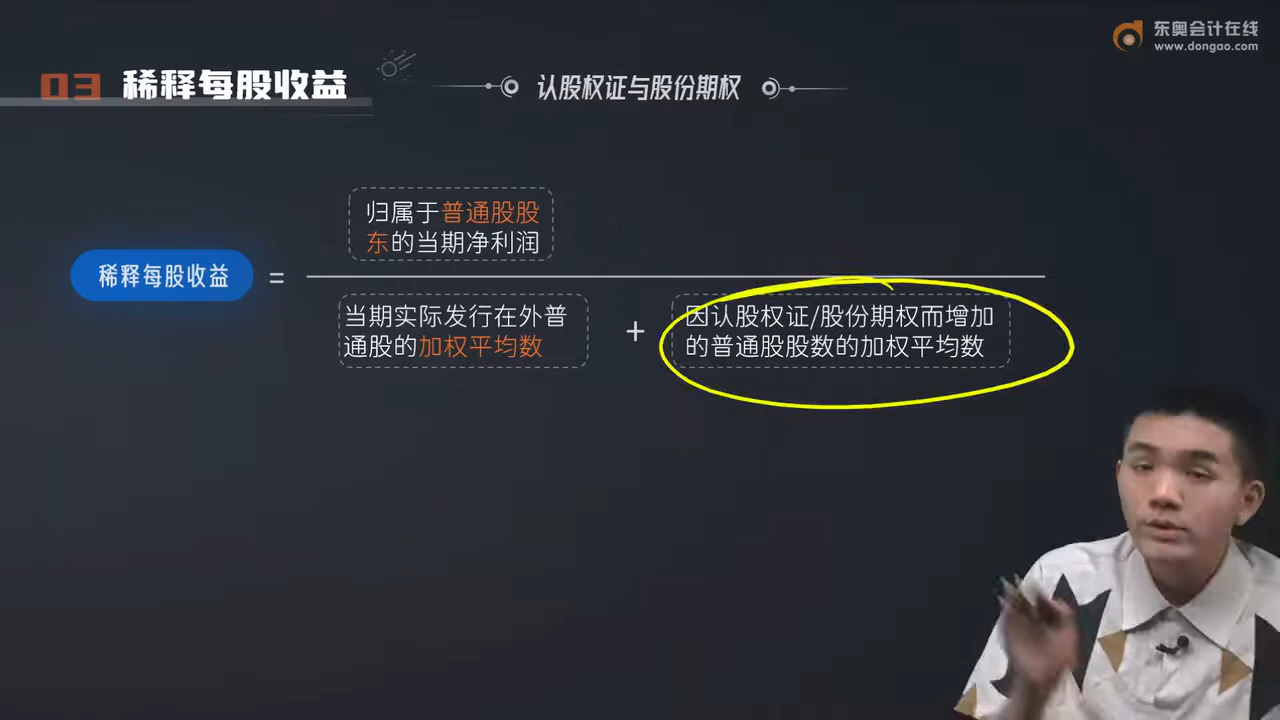 东奥会计在线
www.dongao.com
03 稀释每股收益
认股权证与股份期权
归属于普通股股
东的当期净利润
稀释每股收益 =
当期实际发行在外普
通股的加权平均数
+
因认股权证/股份期权而增加
的普通股股数的加权平均数